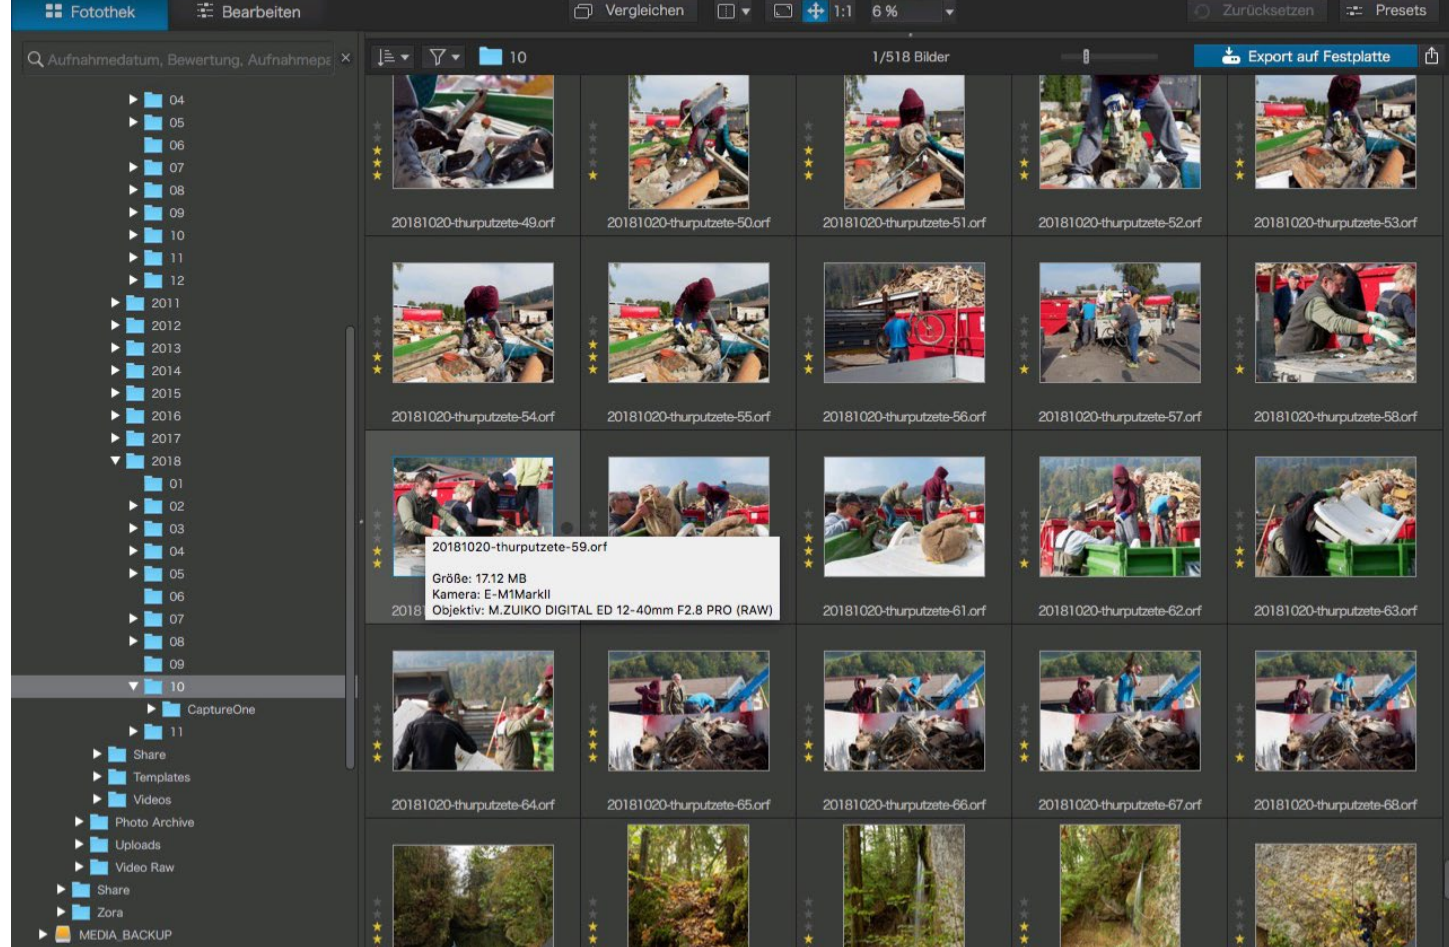 Fotothek
Bearbeiten
Vergleichen
1:1
6 %
Zurücksetzen
Presets
Aufnahmedatum, Bewertung, Aufnahmepa
10
1/518 Bilder
Export auf Festplatte
04
05
06
07
08
09
10
11
12
2011
2012
2013
2014
2015
2016
2017
2018
01
02
03
04
05
06
07
08
09
10
CaptureOne
11
Share
Templates
Videos
Photo Archive
Uploads
Video Raw
Share
Zora
MEDIA_BACKUP
20181020-thurputzete-49.orf
20181020-thurputzete-50.orf
20181020-thurputzete-51.orf
20181020-thurputzete-52.orf
20181020-thurputzete-53.orf
20181020-thurputzete-54.orf
20181020-thurputzete-55.orf
20181020-thurputzete-56.orf
20181020-thurputzete-57.orf
20181020-thurputzete-58.orf
20181020-thurputzete-59.orf
Größe: 17.12 MB
Kamera: E-M1MarkII
Objektiv: M.ZUIKO DIGITAL ED 12-40mm F2.8 PRO (RAW)
20181020-thurputzete-61.orf
20181020-thurputzete-62.orf
20181020-thurputzete-63.orf
20181020-thurputzete-64.orf
20181020-thurputzete-65.orf
20181020-thurputzete-66.orf
20181020-thurputzete-67.orf
20181020-thurputzete-68.orf